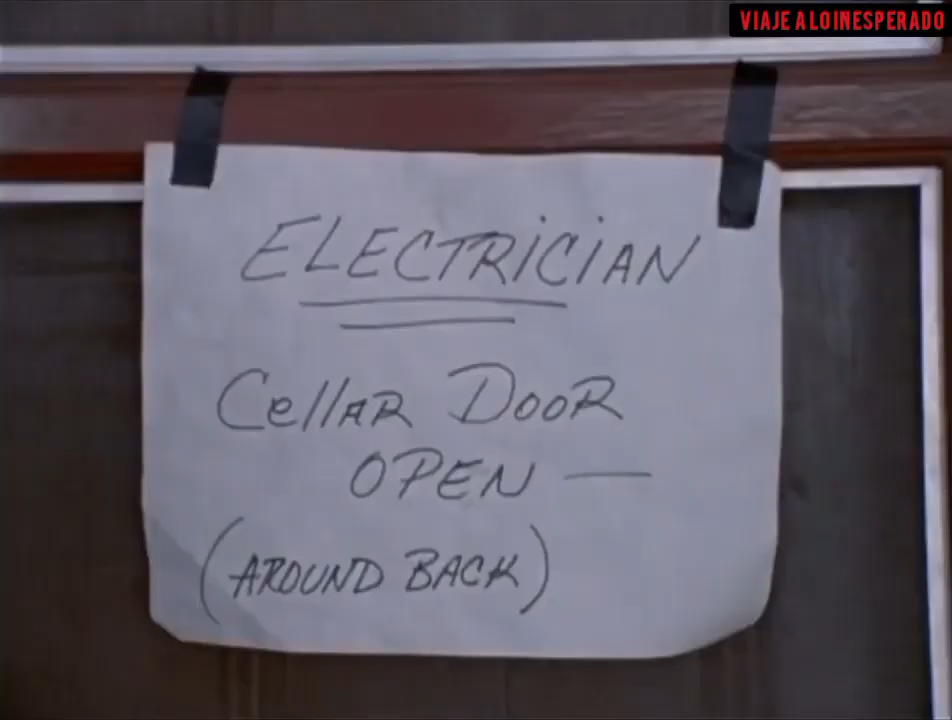 VIAJE A LO INESPERADO
ELECTRICIAN
Cellar Door
OPEN —
(AROUND BACK)